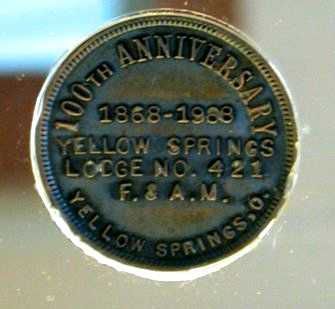 100TH ANNIVERSARY
1868-1968
YELLOW SPRINGS
LODGE NO. 421
F. & A.M.
YELLOW SPRINGS, O.